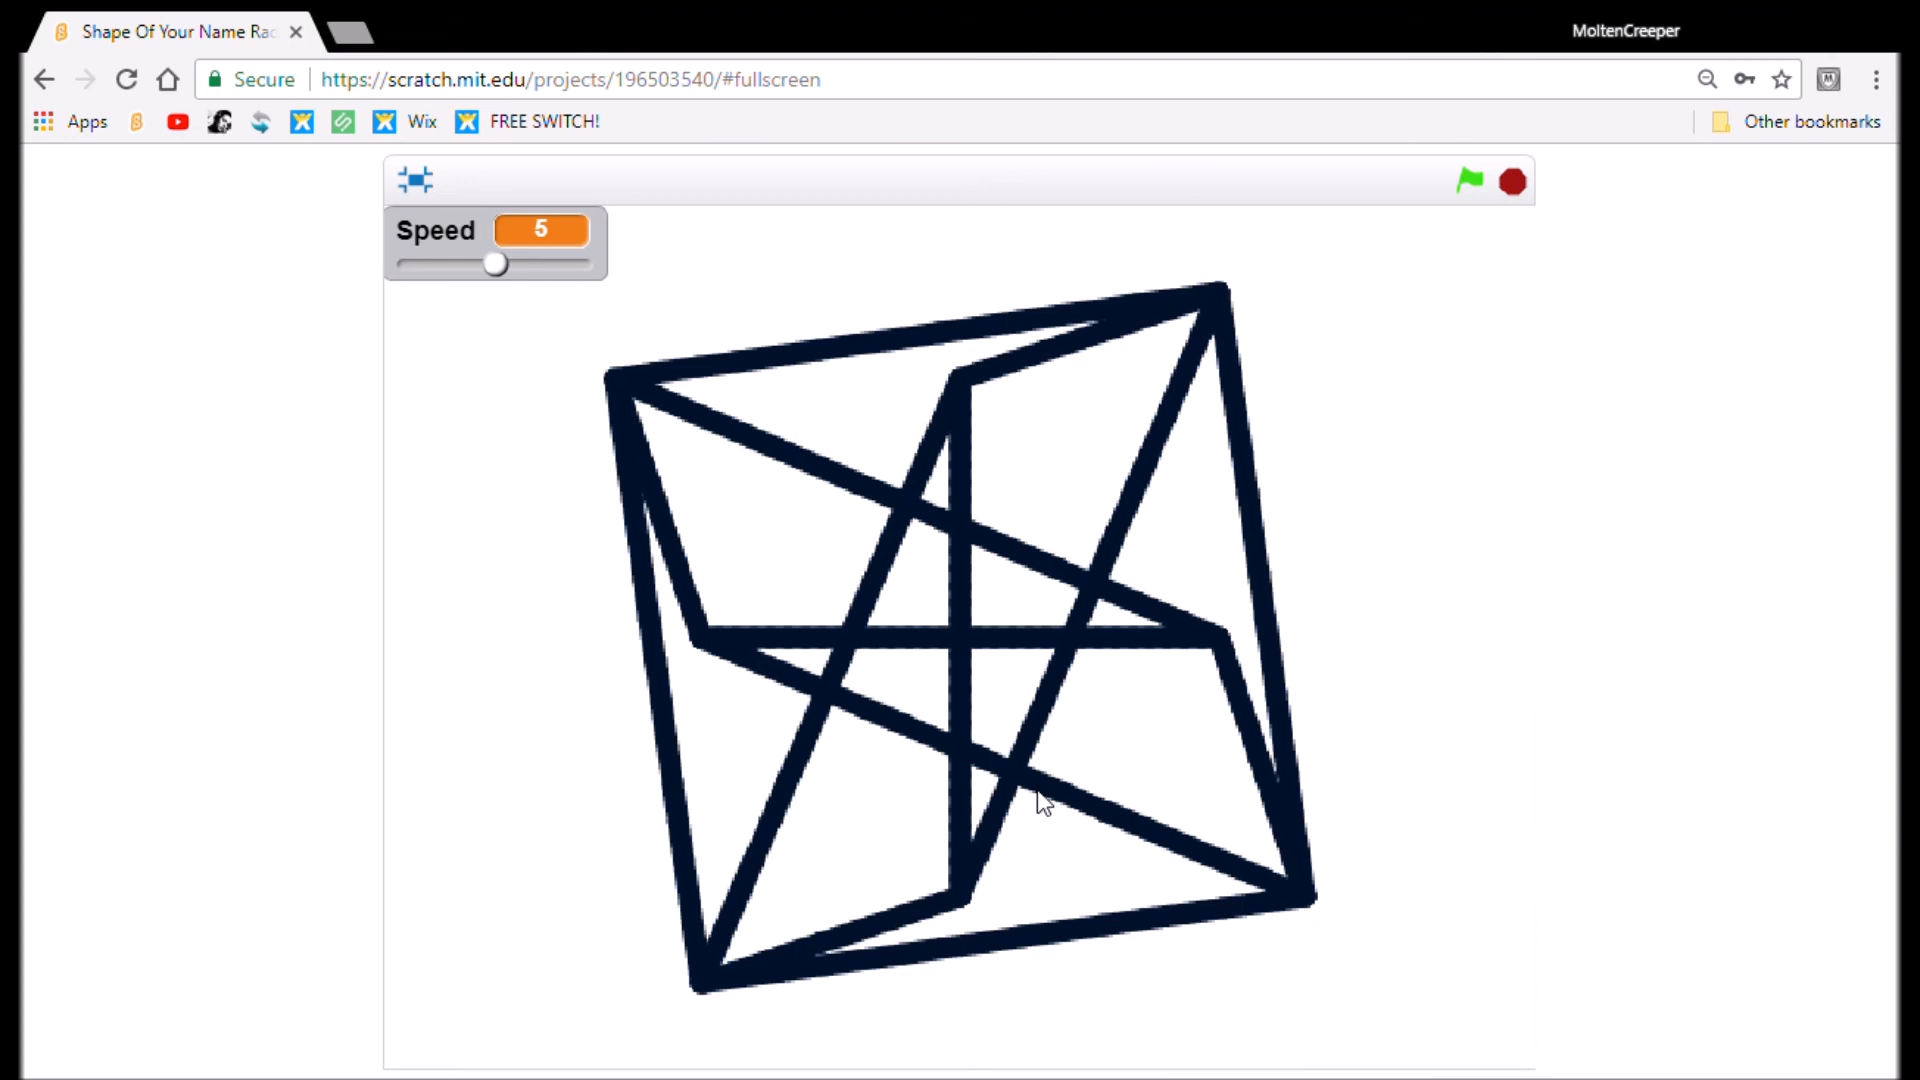 Shape Of Your Name Rac
MoltenCreeper
Secure
https://scratch.mit.edu/projects/196503540/#fullscreen
Apps
Wix
FREE SWITCH!
Other bookmarks
Speed
5